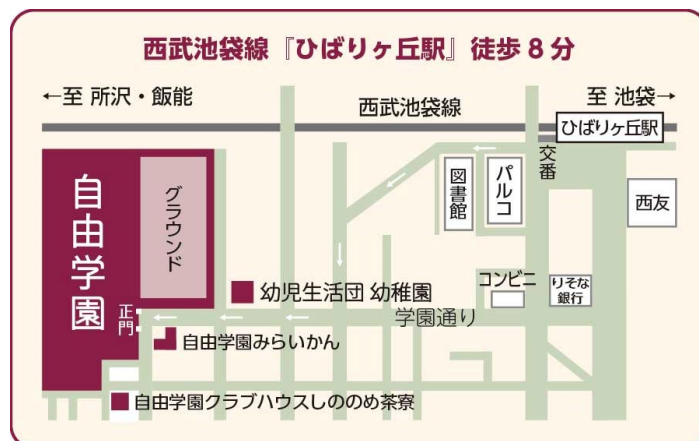 西武池袋線『ひばりヶ丘駅』徒歩8分
←至 所沢・飯能
西武池袋線
至 池袋→
ひばりヶ丘駅
交番
自由学園
グラウンド
図書館
パルコ
西友
幼児生活団 幼稚園
コンビニ
りそな
銀行
学園通り
正門
自由学園みらいかん
自由学園クラブハウスしののめ茶寮